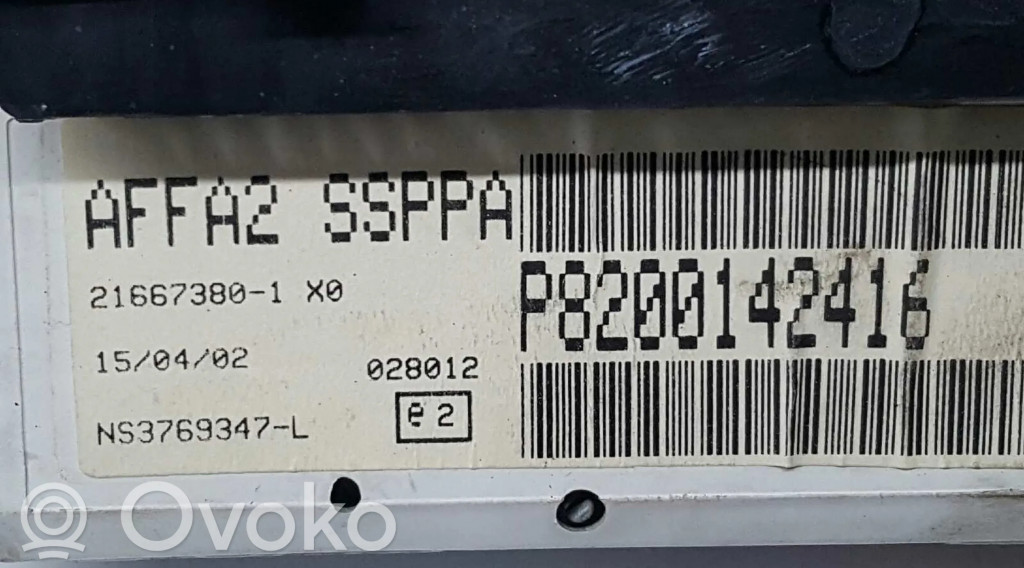 AFFA2 SSPPA
21667380-1 X0
P8200142416
15/04/02
028012
e2
NS3769347-L
Ovoko